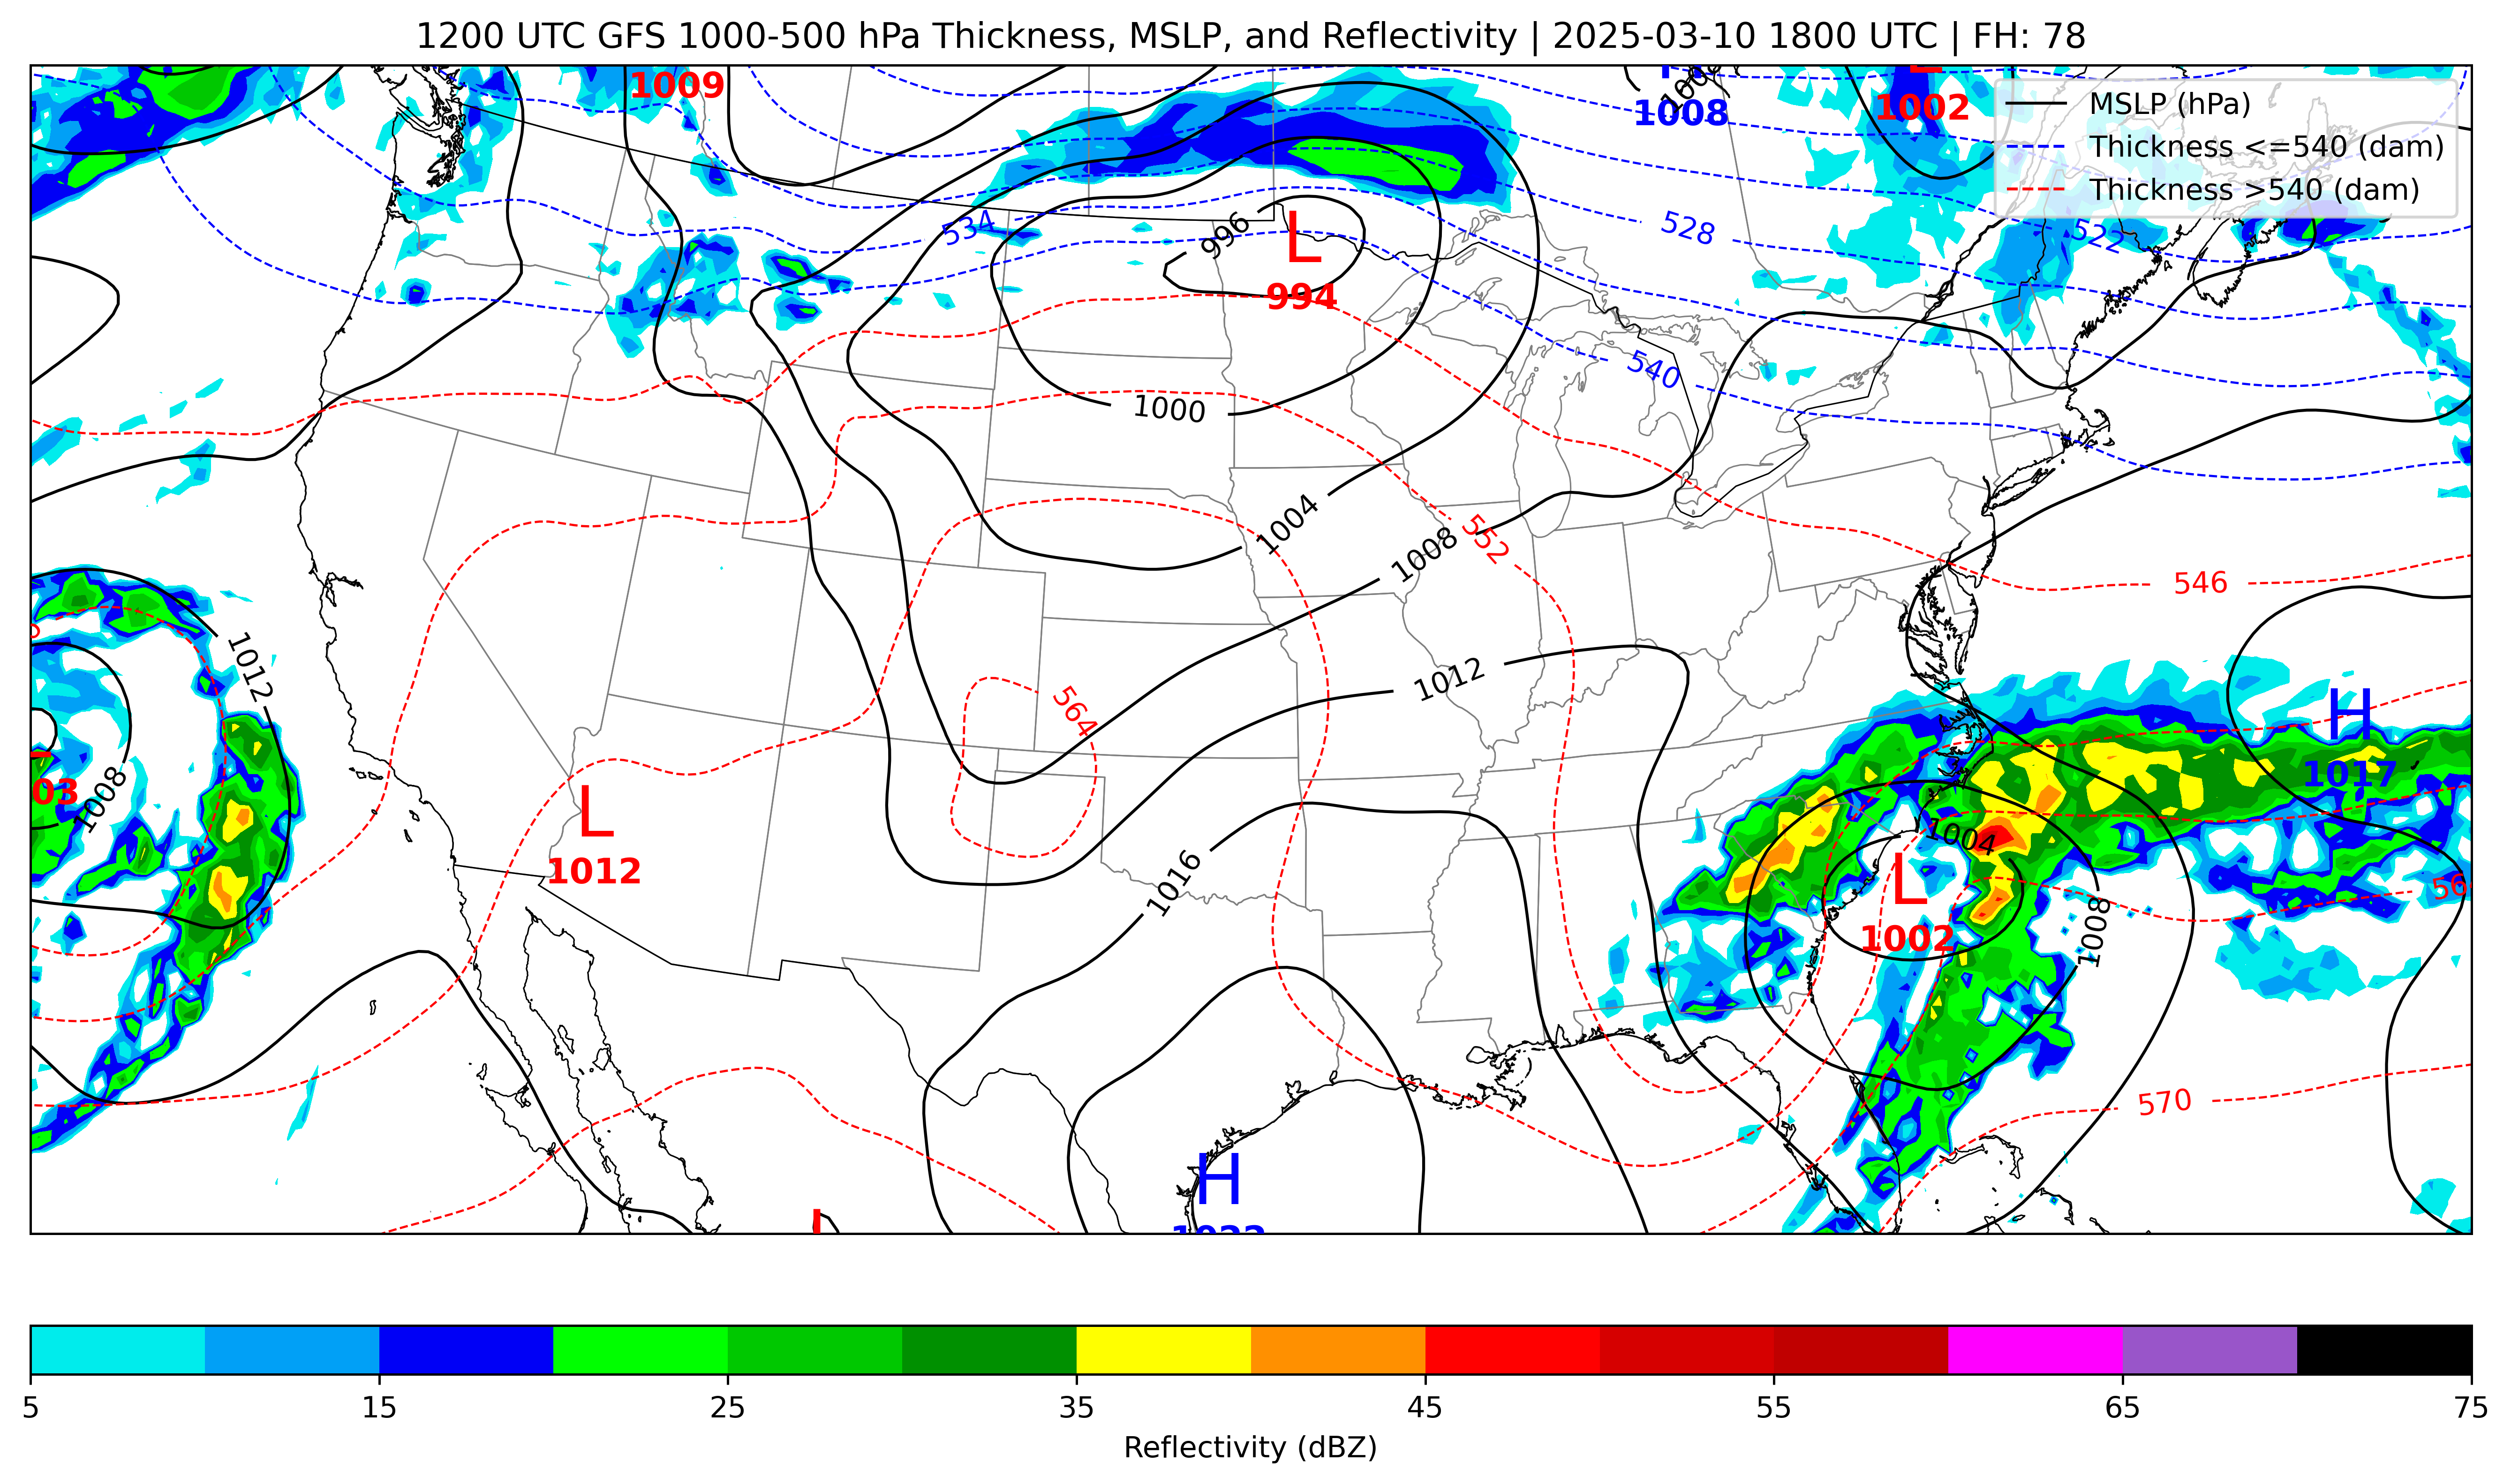 1200 UTC GFS 1000-500 hPa Thickness, MSLP, and Reflectivity | 2025-03-10 1800 UTC | FH: 78
MSLP (hPa)
Thickness <=540 (dam)
Thickness >540 (dam)
1009
1008
L
1002
534
528
522
996
L
994
540
1000
1004
1008
552
546
1012
1012
564
H
1017
03
1008
L
1012
1016
1004
L
1002
1008
570
H
5 15 25 35 45 55 65 75
Reflectivity (dBZ)